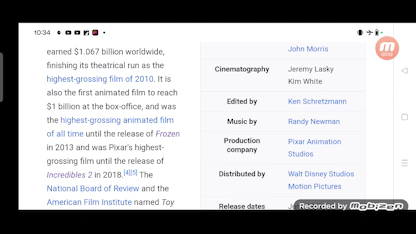 10:34
earned $1.067 billion worldwide,
finishing its theatrical run as the
highest-grossing film of 2010. It is
also the first animated film to reach
$1 billion at the box-office, and was
the highest-grossing animated film
of all time until the release of Frozen
in 2013 and was Pixar's highest-
grossing film until the release of
Incredibles 2 in 2018.[4][5] The
National Board of Review and the
American Film Institute named Toy
John Morris
Cinematography Jeremy Lasky
Kim White
Edited by Ken Schretzmann
Music by Randy Newman
Production Pixar Animation
company Studios
Distributed by Walt Disney Studios
Motion Pictures
Release dates
Recorded by Mobizen